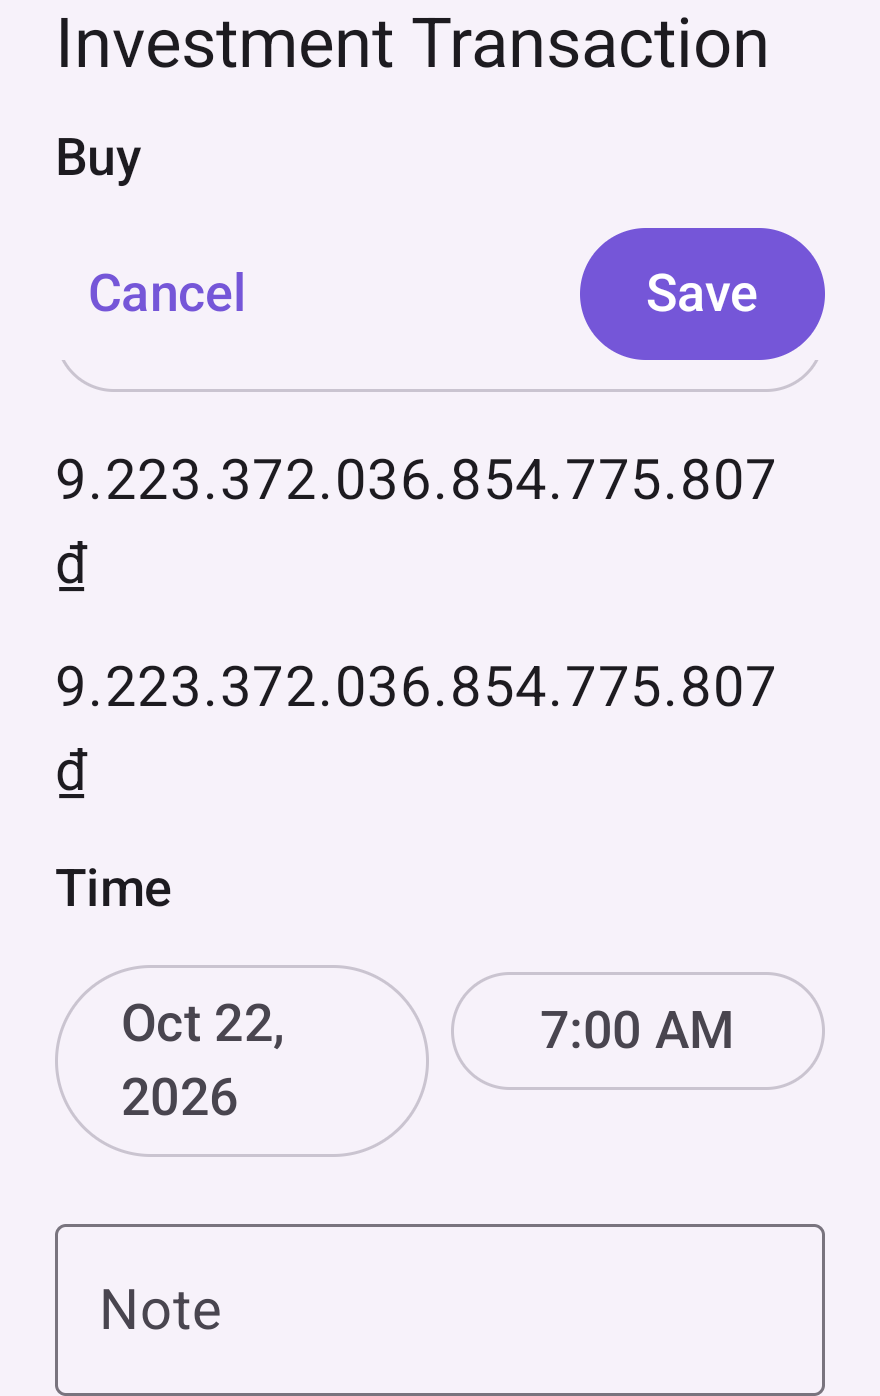 Investment Transaction
Buy
Cancel
Save
9.223.372.036.854.775.807
₫
9.223.372.036.854.775.807
₫
Time
Oct 22,
2026
7:00 AM
Note